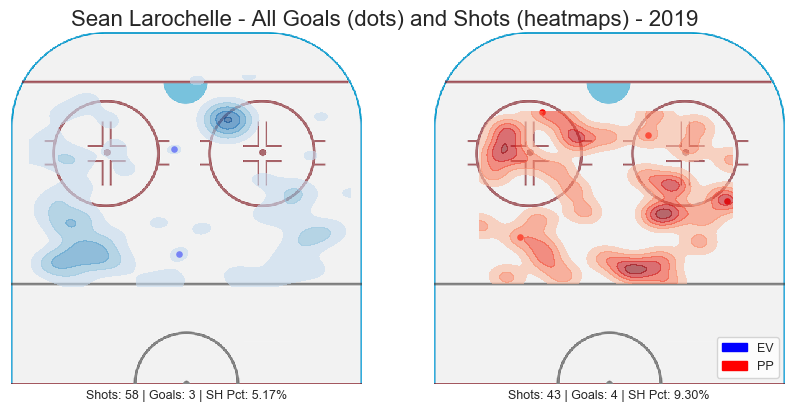 Sean Larochelle - All Goals (dots) and Shots (heatmaps) - 2019
EV
PP
Shots: 58 | Goals: 3 | SH Pct: 5.17%
Shots: 43 | Goals: 4 | SH Pct: 9.30%